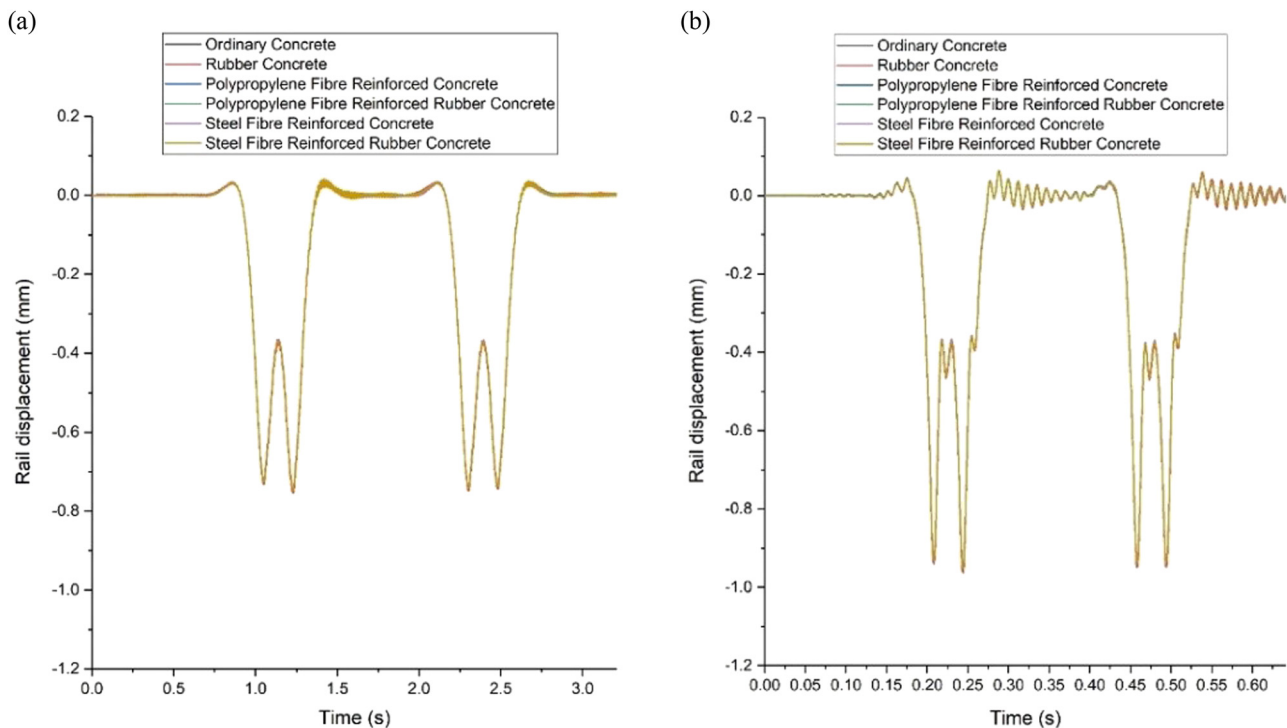 (a)
Ordinary Concrete
Rubber Concrete
Polypropylene Fibre Reinforced Concrete
Polypropylene Fibre Reinforced Rubber Concrete
Steel Fibre Reinforced Concrete
Steel Fibre Reinforced Rubber Concrete
0.2
0.0
-0.2
-0.4
-0.6
-0.8
-1.0
-1.2
Rail displacement (mm)
0.0 0.5 1.0 1.5 2.0 2.5 3.0
Time (s)
(b)
Ordinary Concrete
Rubber Concrete
Polypropylene Fibre Reinforced Concrete
Polypropylene Fibre Reinforced Rubber Concrete
Steel Fibre Reinforced Concrete
Steel Fibre Reinforced Rubber Concrete
0.2
0.0
-0.2
-0.4
-0.6
-0.8
-1.0
-1.2
Rail displacement (mm)
0.00 0.05 0.10 0.15 0.20 0.25 0.30 0.35 0.40 0.45 0.50 0.55 0.60
Time (s)